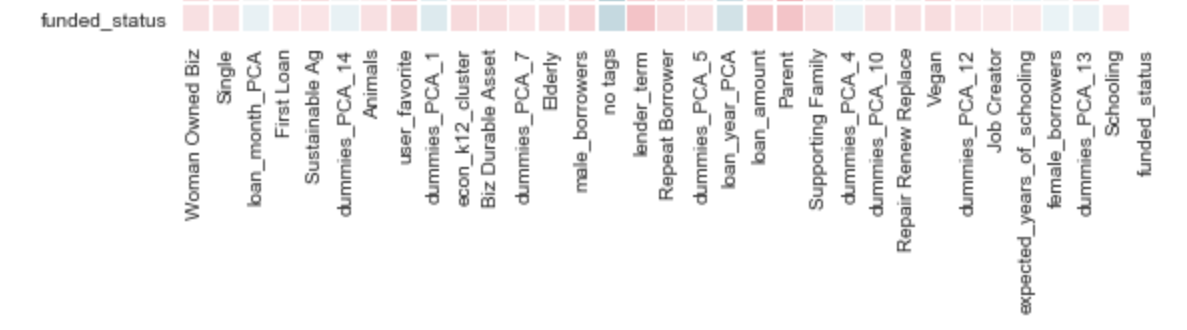 funded_status
Woman Owned Biz
Single
loan_month_PCA
First Loan
Sustainable Ag
dummies_PCA_14
Animals
user_favorite
dummies_PCA_1
econ_k12_cluster
Biz Durable Asset
dummies_PCA_7
Elderly
male_borrowers
no tags
lender_term
Repeat Borrower
dummies_PCA_5
loan_year_PCA
loan_amount
Parent
Supporting Family
dummies_PCA_4
dummies_PCA_10
Repair Renew Replace
Vegan
dummies_PCA_12
Job Creator
expected_years_of_schooling
female_borrowers
dummies_PCA_13
Schooling
funded_status